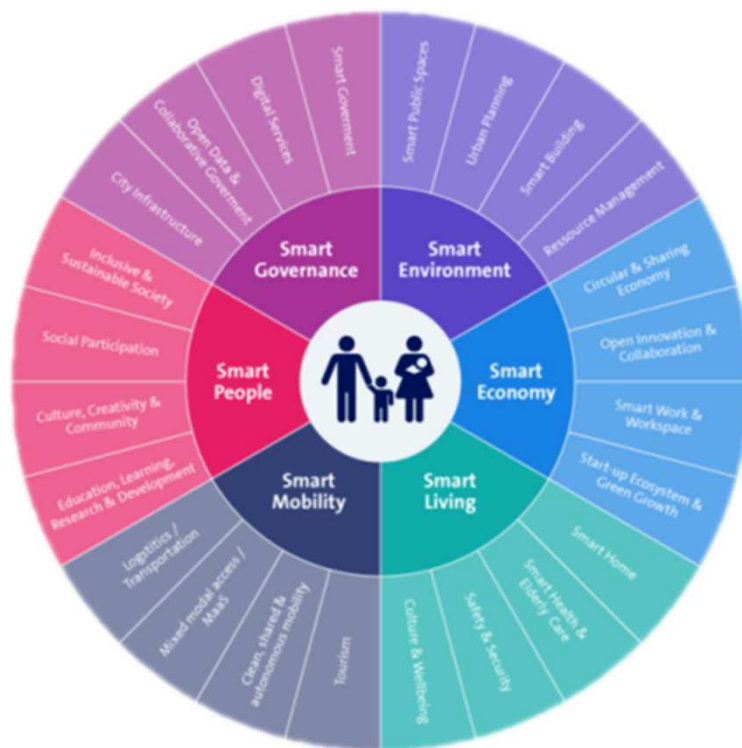 Smart
Governance
Smart
Environment
Smart
Economy
Smart
Living
Smart
Mobility
Smart
People
Smart Public Spaces
Urban Planning
Smart Building
Ressource Management
Circular & Sharing
Economy
Open Innovation &
Collaboration
Smart Work &
Workspace
Start-up Ecosystem &
Green Growth
Smart Home
Smart Health &
Elderly Care
Safety & Security
Culture & Wellbeing
Tourism
Clean, shared &
autonomous mobility
Mixed modal access /
MaaS
Logstitics /
Transportation
Education, Learning,
Research & Development
Culture, Creativity &
Community
Social Participation
Inclusive &
Sustainable Society
City Infrastructure
Open Data &
Collaborative Goverment
Digital Services
Smart Goverment